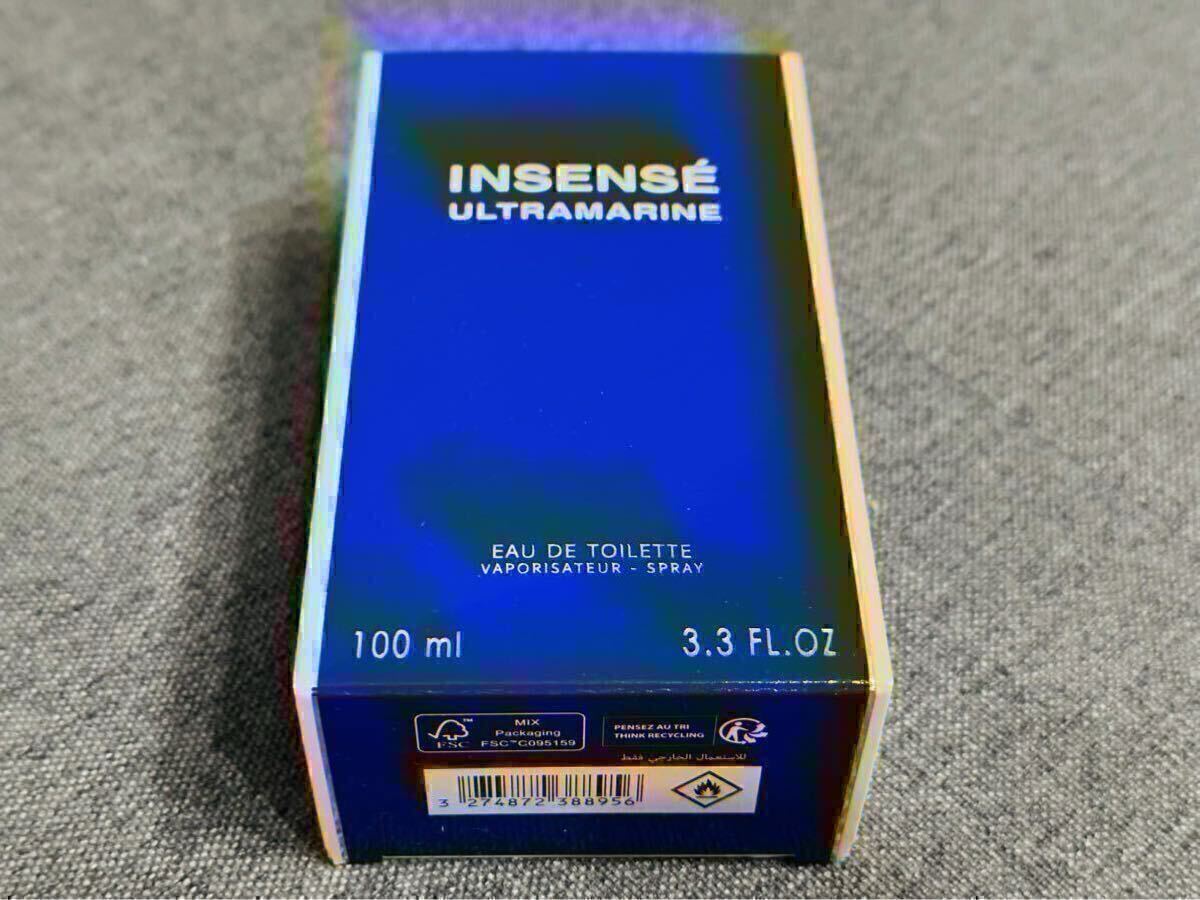 INSENSÉ
ULTRAMARINE
EAU DE TOILETTE
VAPORISATEUR - SPRAY
100 ml
3.3 FL.OZ
FSC
MIX
Packaging
FSC™C095159
PENSEZ AU TRI
THINK RECYCLING
للاستعمال الخارجي فقط
3 274872 388956